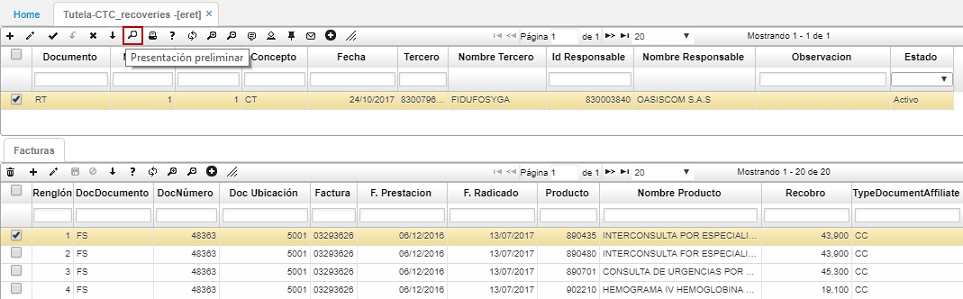 Home Tutela-CTC_recoveries -[eret] ×
Página 1 de 1 20 Mostrando 1 - 1 de 1
Presentación preliminar
Documento Concepto Fecha Tercero Nombre Tercero Id Responsable Nombre Responsable Observacion Estado
RT 1 1 CT 24/10/2017 8300796... FIDUFOSYGA 830003840 OASISCOM S.A.S Activo
Facturas
Página 1 de 1 20 Mostrando 1 - 20 de 20
Renglón DocDocumento DocNúmero Doc Ubicación Factura F. Prestacion F. Radicado Producto Nombre Producto Recobro TypeDocumentAffiliate
1 FS 48363 5001 03293626 06/12/2016 13/07/2017 890435 INTERCONSULTA POR ESPECIALI... 43,900 CC
2 FS 48363 5001 03293626 06/12/2016 13/07/2017 890480 INTERCONSULTA POR ESPECIALI... 43,900 CC
3 FS 48363 5001 03293626 06/12/2016 13/07/2017 890701 CONSULTA DE URGENCIAS POR ... 45,300 CC
4 FS 48363 5001 03293626 06/12/2016 13/07/2017 902210 HEMOGRAMA IV HEMOGLOBINA ... 19,100 CC